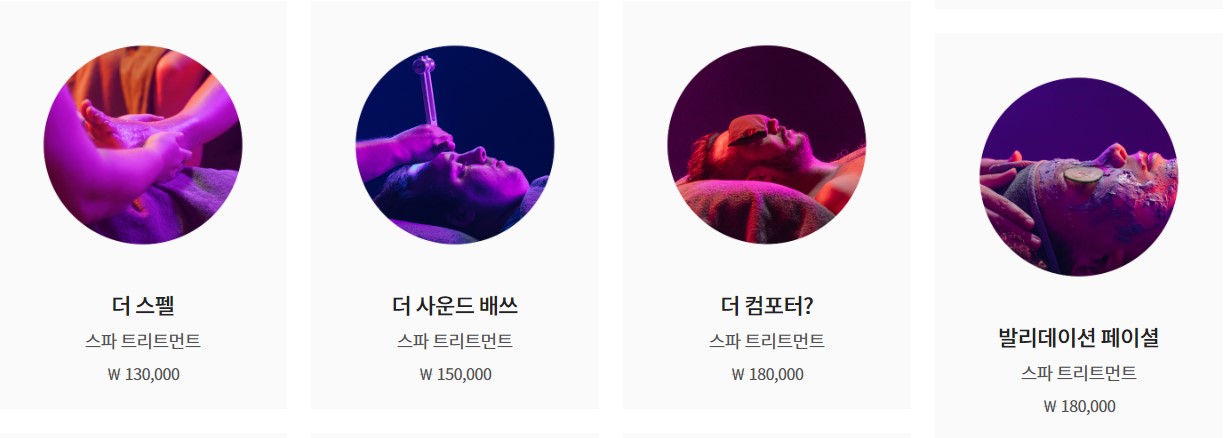 더 스펠
스파 트리트먼트
₩ 130,000
더 사운드 배쓰
스파 트리트먼트
₩ 150,000
더 컴포터?
스파 트리트먼트
₩ 180,000
발리데이션 페이셜
스파 트리트먼트
₩ 180,000